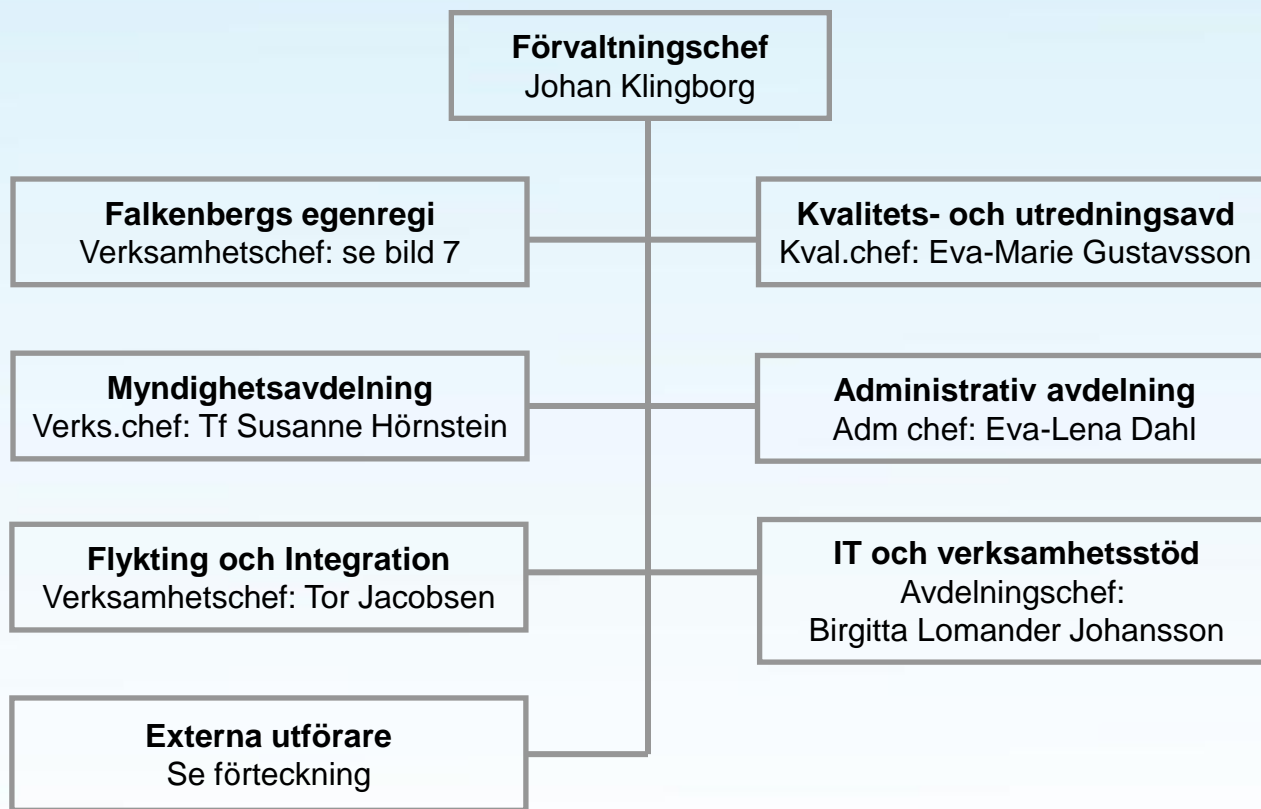 Förvaltningschef
Johan Klingborg
Falkenbergs egenregi
Verksamhetschef: se bild 7
Kvalitets- och utredningsavd
Kval.chef: Eva-Marie Gustavsson
Myndighetsavdelning
Verks.chef: Tf Susanne Hörnstein
Administrativ avdelning
Adm chef: Eva-Lena Dahl
Flykting och Integration
Verksamhetschef: Tor Jacobsen
IT och verksamhetsstöd
Avdelningschef:
Birgitta Lomander Johansson
Externa utförare
Se förteckning